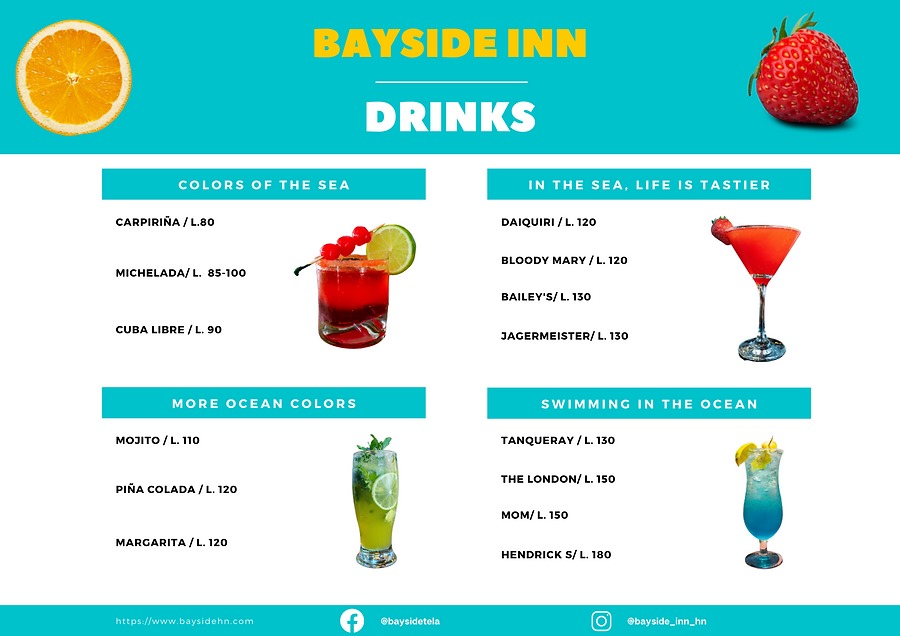 BAYSIDE INN
DRINKS
COLORS OF THE SEA
CARPIRIÑA / L.80
MICHELADA/ L.  85-100
CUBA LIBRE / L. 90
IN THE SEA, LIFE IS TASTIER
DAIQUIRI / L. 120
BLOODY MARY / L. 120
BAILEY'S/ L. 130
JAGERMEISTER/ L. 130
MORE OCEAN COLORS
MOJITO / L. 110
PIÑA COLADA / L. 120
MARGARITA / L. 120
SWIMMING IN THE OCEAN
TANQUERAY / L. 130
THE LONDON/ L. 150
MOM/ L. 150
HENDRICK S/ L. 180
https://www.baysidehn.com
@baysidetela
@bayside_inn_hn